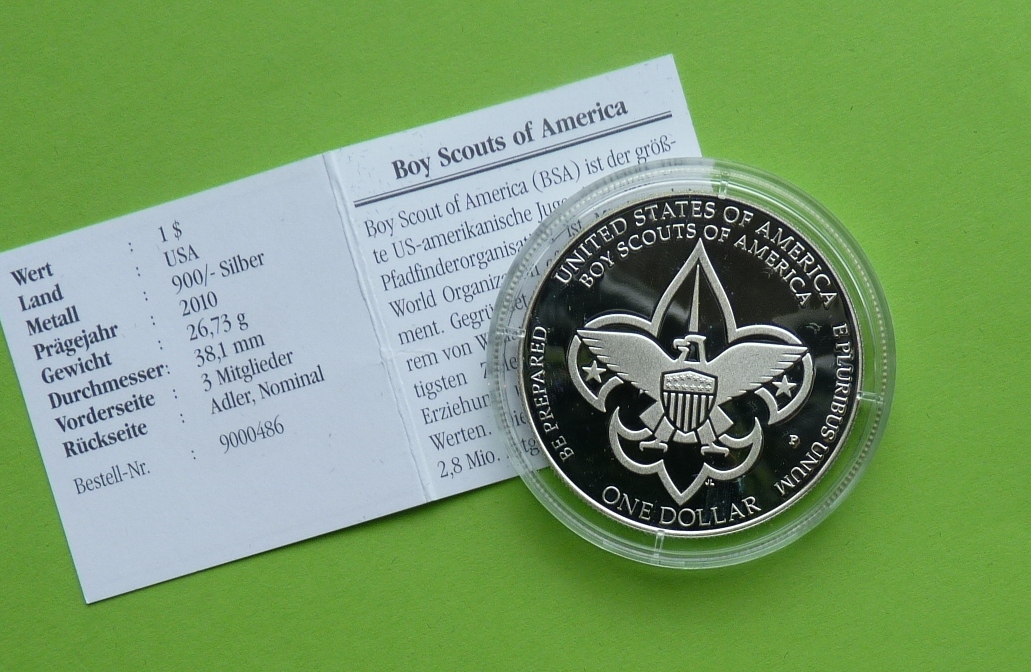 Wert : 1 $
Land : USA
Metall : 900/- Silber
Prägejahr : 2010
Gewicht : 26,73 g
Durchmesser: 38,1 mm
Vorderseite : 3 Mitglieder
Rückseite : Adler, Nominal
Bestell-Nr. : 9000486
Boy Scouts of America
Boy Scout of America (BSA) ist der größ-
te US-amerikanische
Pfadfinderorganisat
World
ment.
rem von
tigsten
Erziehun
Werten.
2,8 Mio.
UNITED STATES OF AMERICA
BOY SCOUTS OF AMERICA
BE PREPARED
E PLURIBUS UNUM
P
JL
ONE DOLLAR